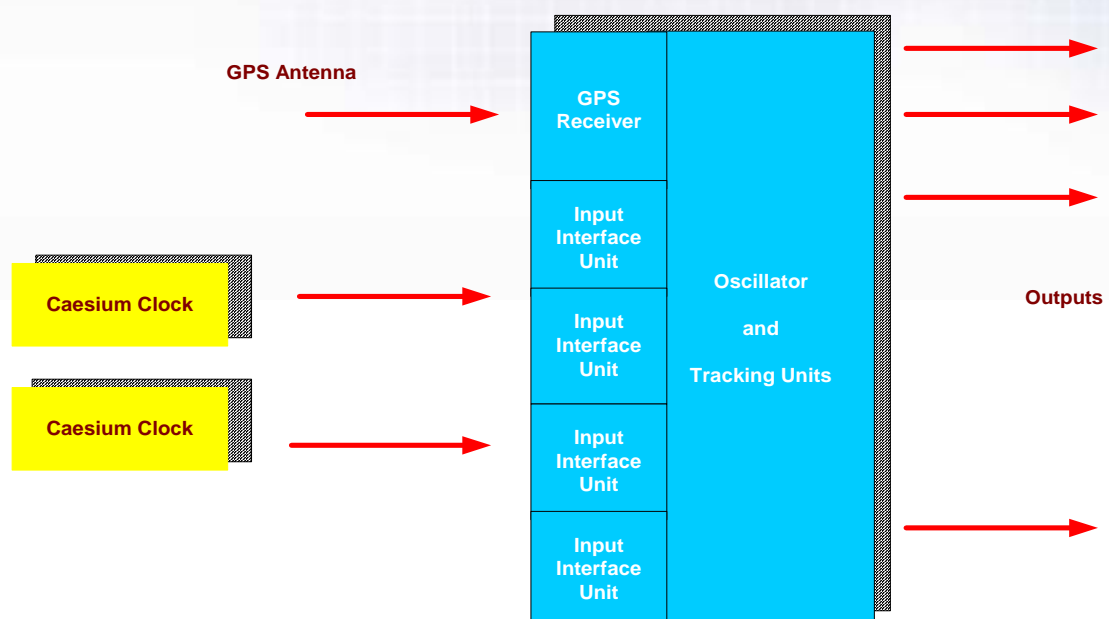 GPS Antenna
GPS
Receiver
Input
Interface
Unit
Caesium Clock
Input
Interface
Unit
Caesium Clock
Input
Interface
Unit
Input
Interface
Unit
Oscillator
and
Tracking Units
Outputs